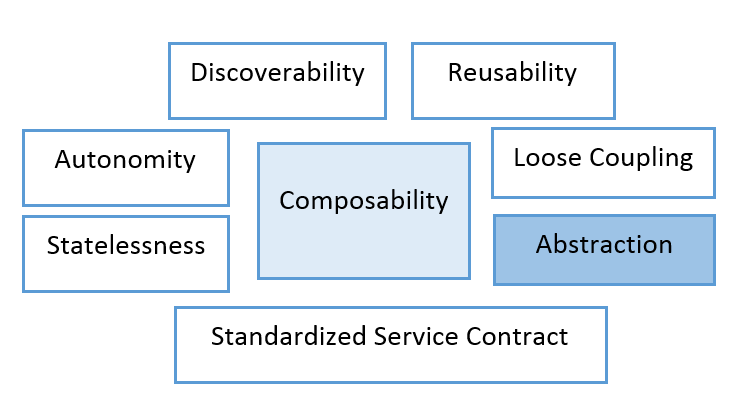 Discoverability
Reusability
Autonomity
Loose Coupling
Composability
Statelessness
Abstraction
Standardized Service Contract